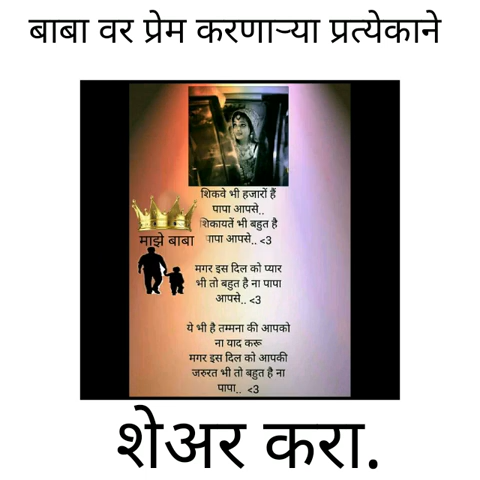 बाबा वर प्रेम करणाऱ्या प्रत्येकाने
शिकवे भी हजारों हैं
पापा आपसे..
शिकायतें भी बहुत है
पापा आपसे.. <3
माझे बाबा
मगर इस दिल को प्यार
भी तो बहुत है ना पापा
आपसे.. <3
ये भी है तम्मना की आपको
ना याद करू
मगर इस दिल को आपकी
जरुरत भी तो बहुत है ना
पापा.. <3
शेअर करा.